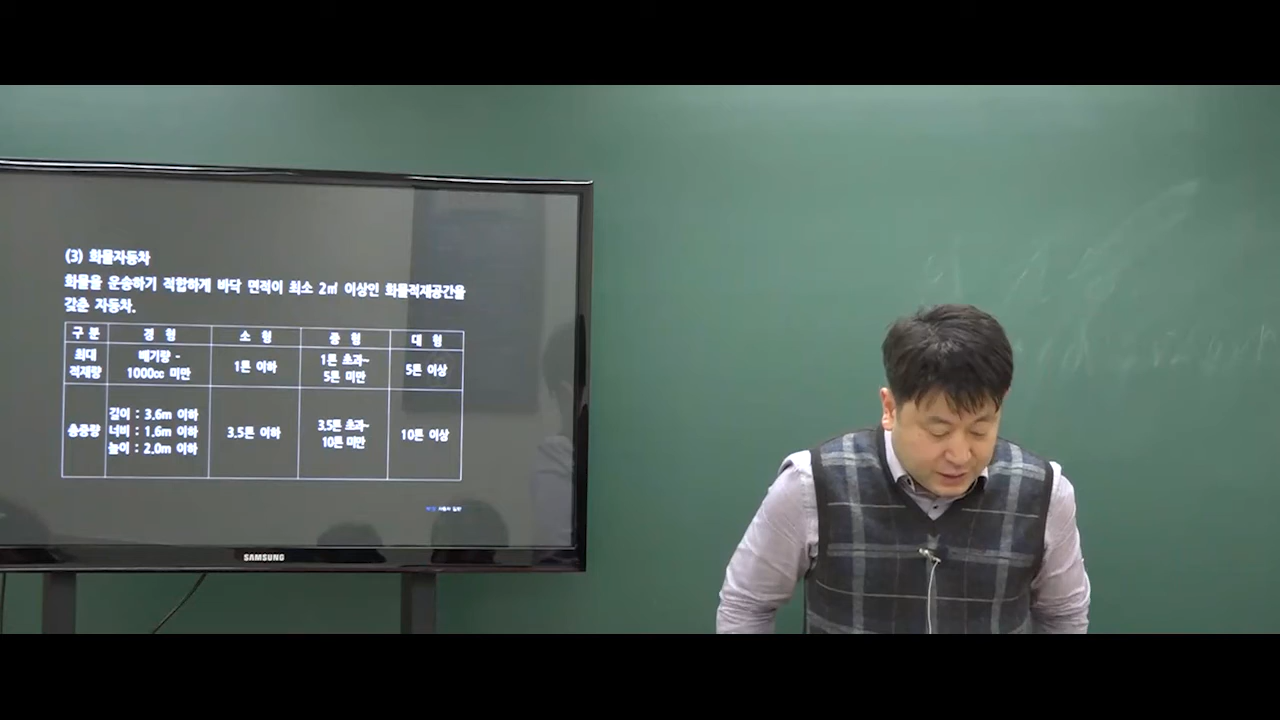 (3) 화물자동차
화물을 운송하기 적합하게 바닥 면적이 최소 2㎡ 이상인 화물적재공간을
갖춘 자동차.
구분 경 형 소 형 중 형 대 형
최대 적재량 배기량 - 1000cc 미만 1톤 이하 1톤 초과~ 5톤 미만 5톤 이상
총중량 길이 : 3.6m 이하 너비 : 1.6m 이하 높이 : 2.0m 이하 3.5톤 이하 3.5톤 초과~ 10톤 미만 10톤 이상
SAMSUNG